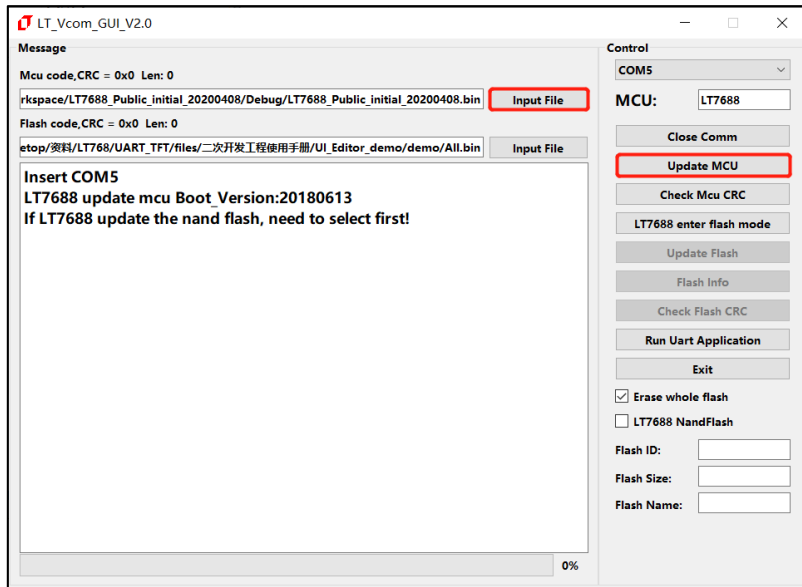 LT_Vcom_GUI_V2.0
Message
Mcu code,CRC = 0x0 Len: 0
rkspace/LT7688_Public_initial_20200408/Debug/LT7688_Public_initial_20200408.bin
Input File
Flash code,CRC = 0x0 Len: 0
etop/资料/LT768/UART_TFT/files/二次开发工程使用手册/UI_Editor_demo/demo/All.bin
Input File
Insert COM5
LT7688 update mcu Boot_Version:20180613
If LT7688 update the nand flash, need to select first!
0%
Control
COM5
MCU:
LT7688
Close Comm
Update MCU
Check Mcu CRC
LT7688 enter flash mode
Update Flash
Flash Info
Check Flash CRC
Run Uart Application
Exit
Erase whole flash
LT7688 NandFlash
Flash ID:
Flash Size:
Flash Name: